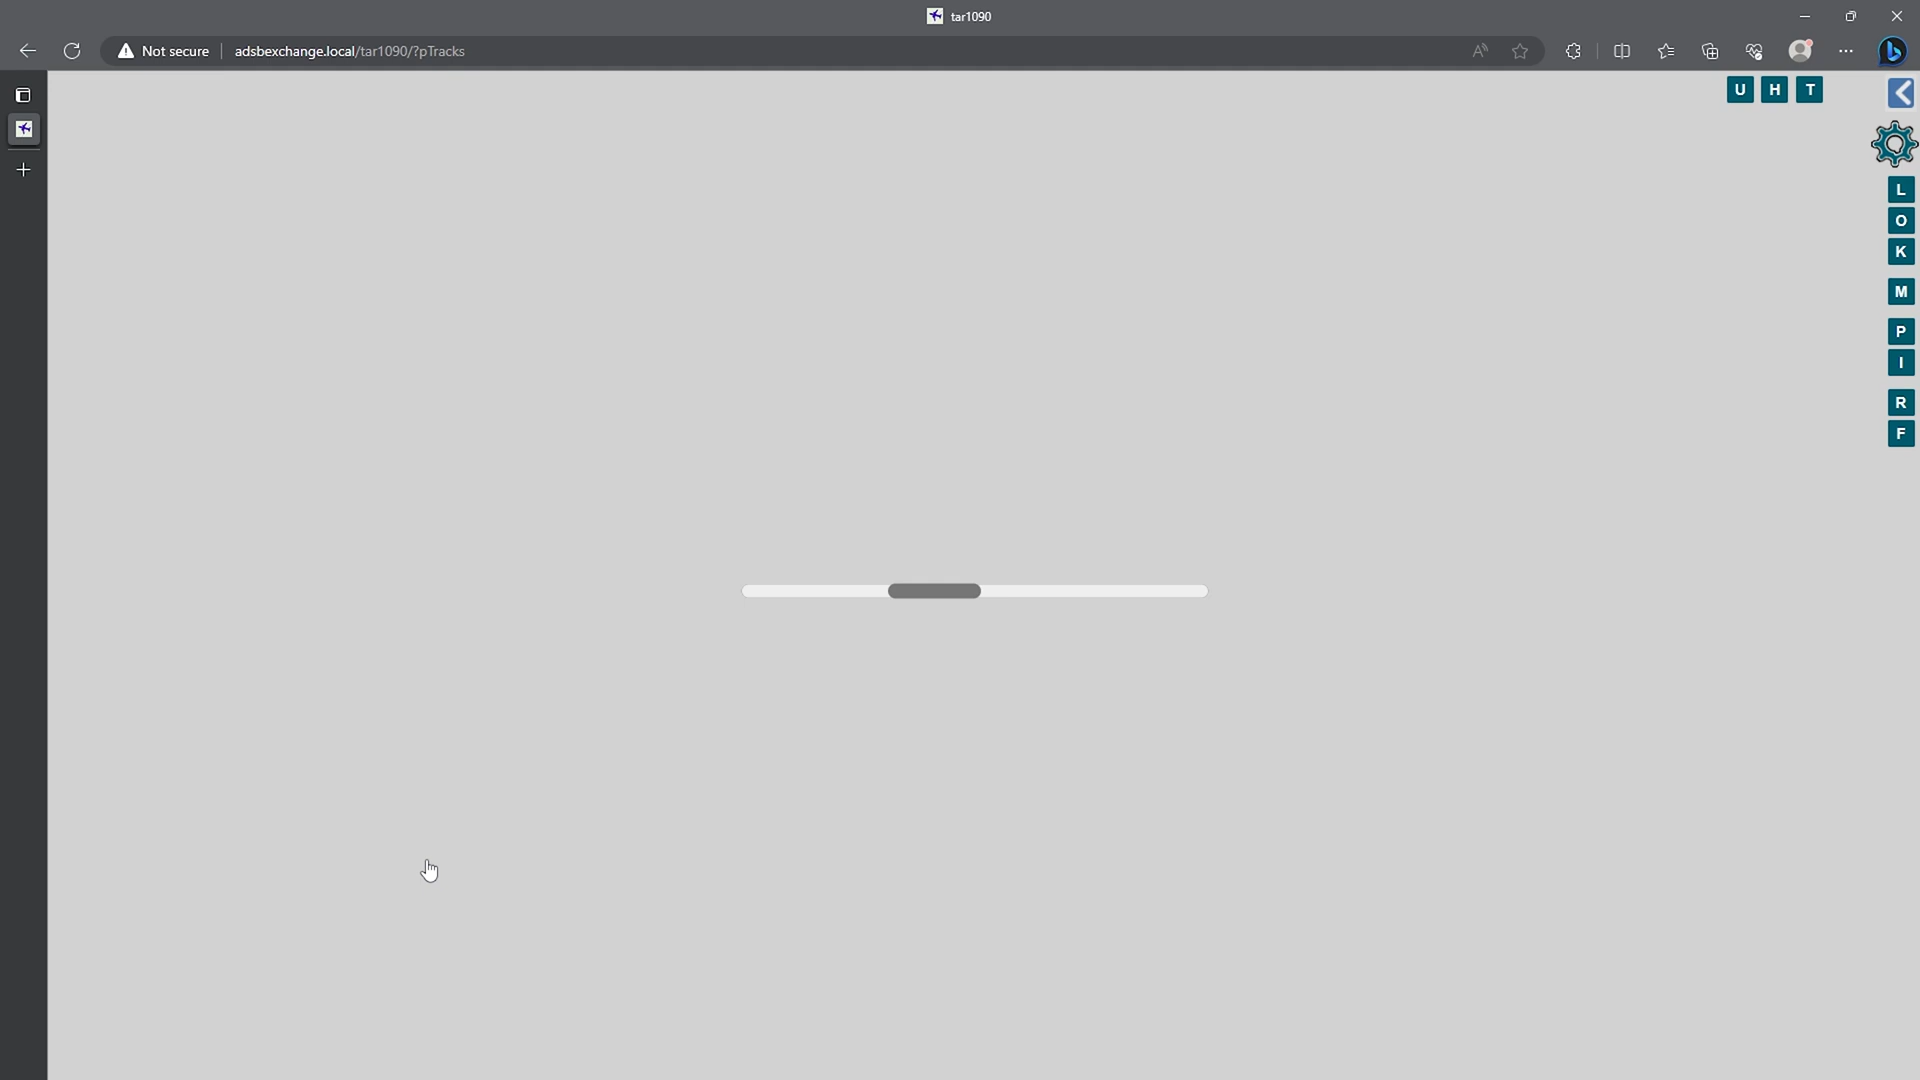 tar1090
Not secure adsbexchange.local/tar1090/?pTracks
U H T
L
O
K
M
P
I
R
F